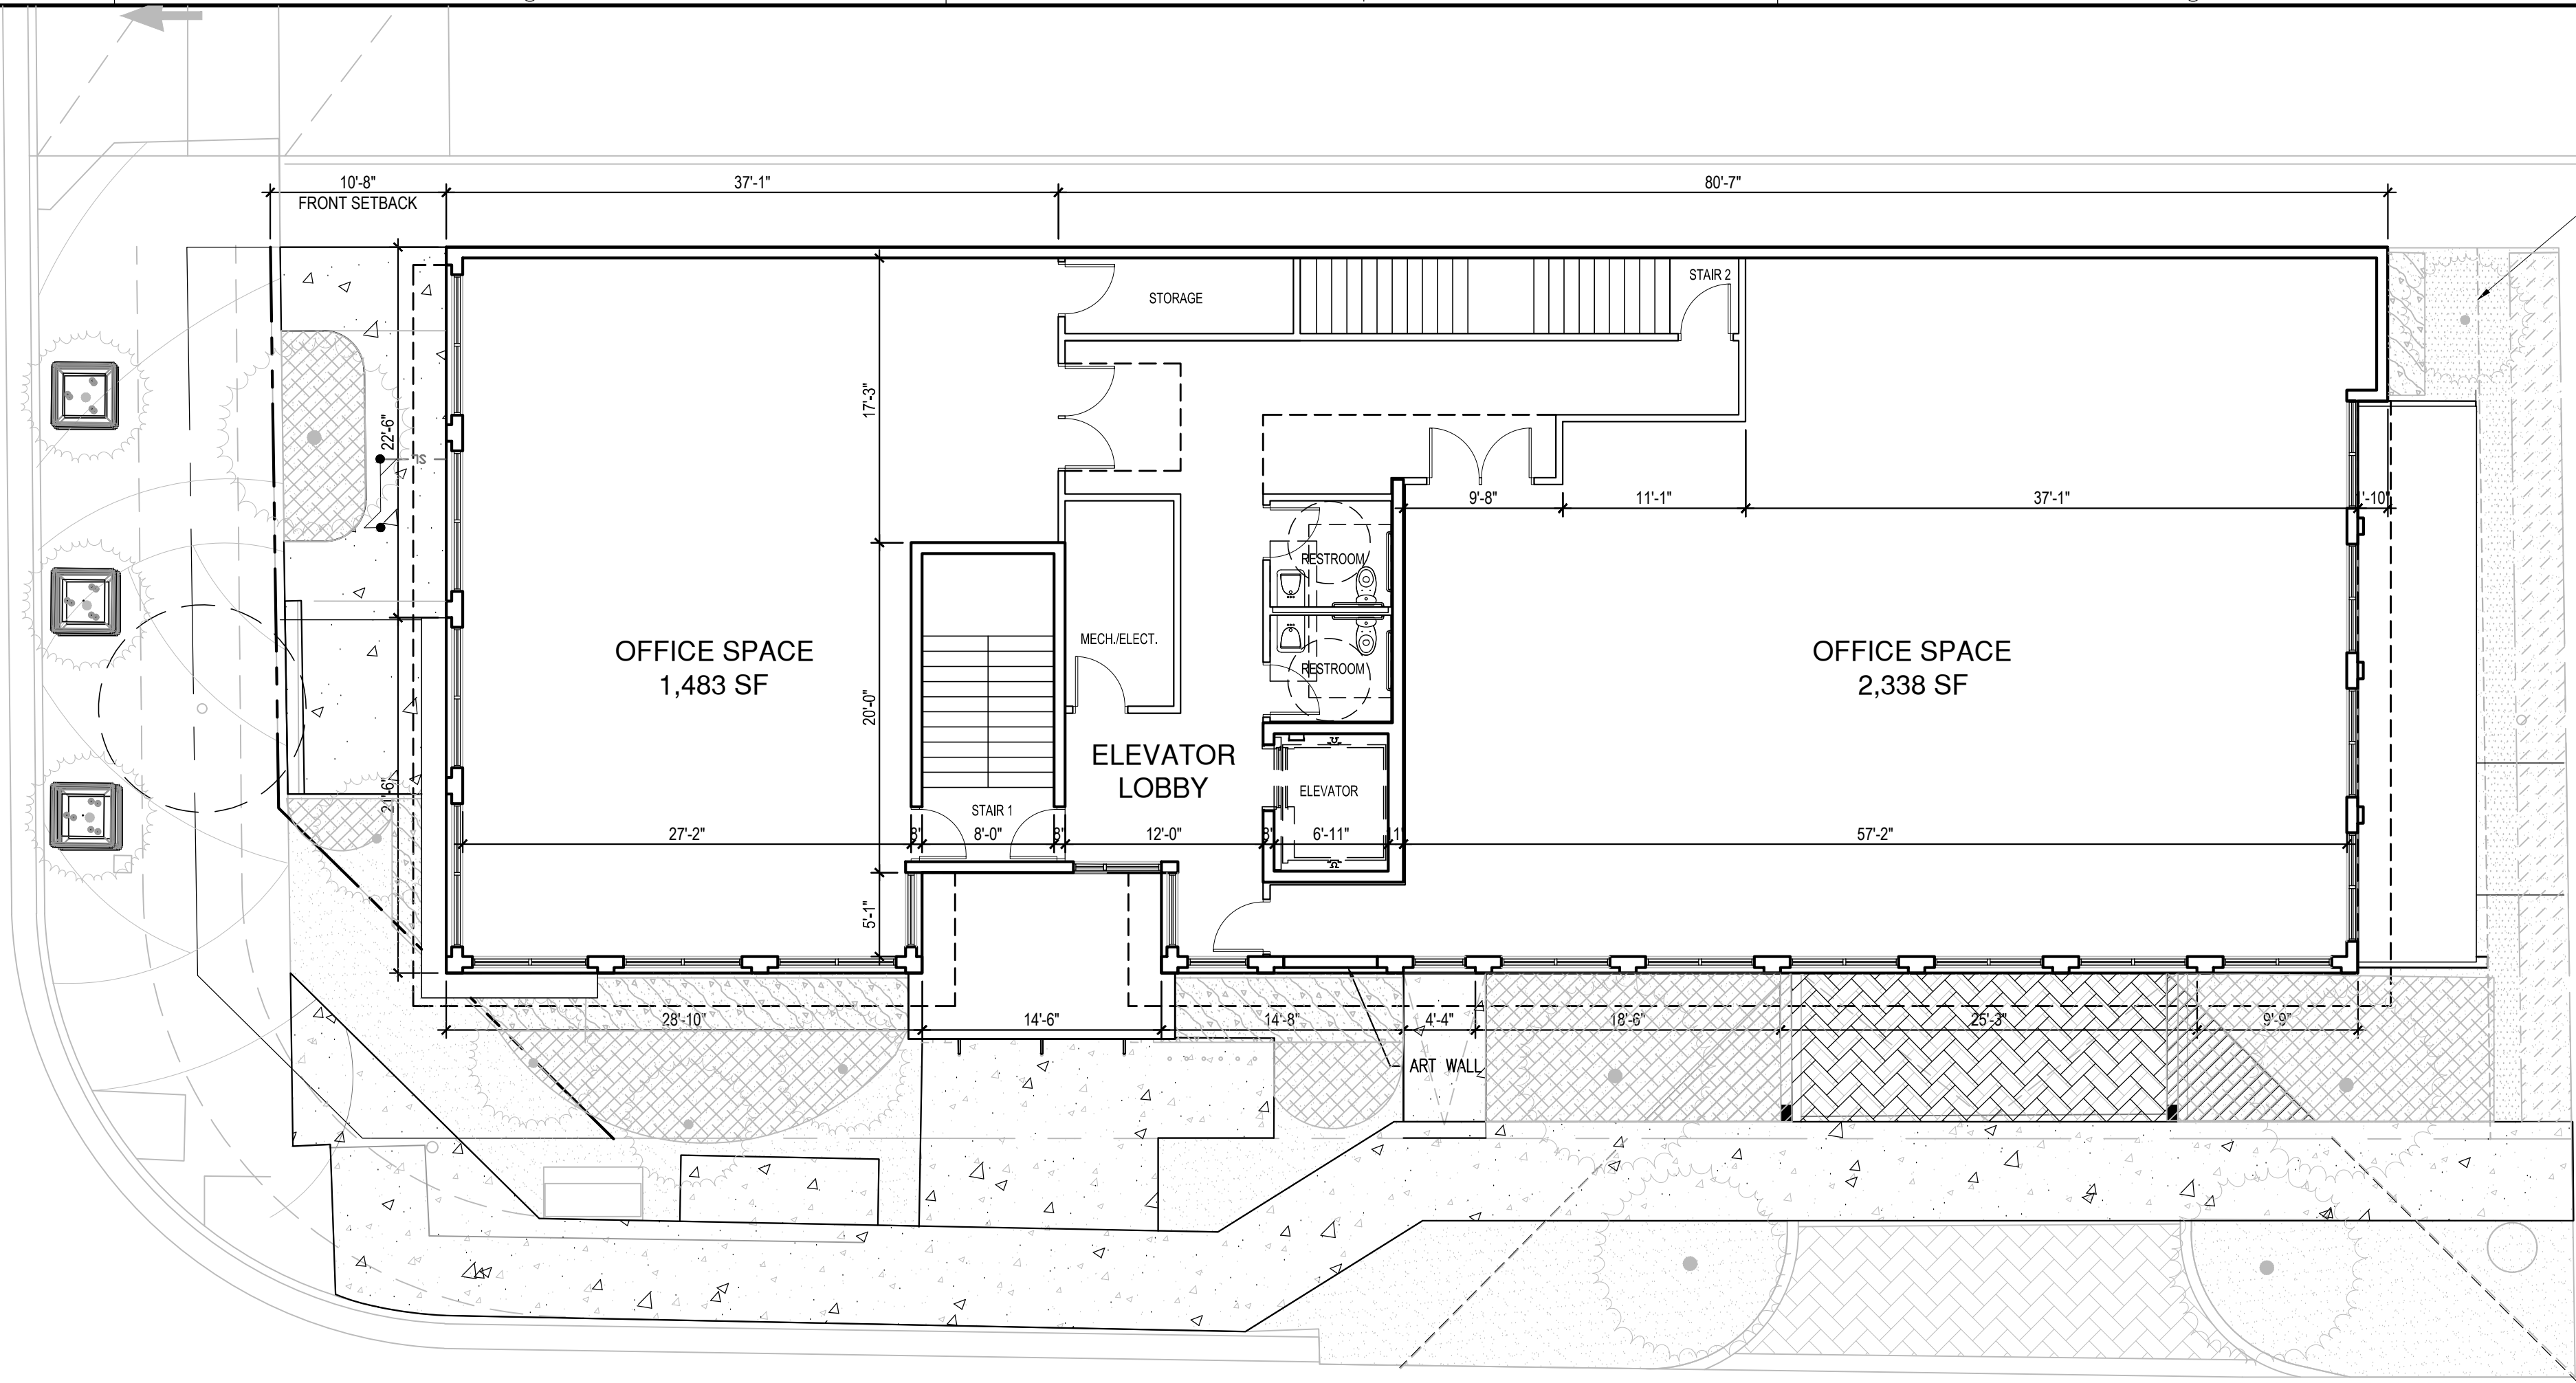 10'-8"
37'-1"
80'-7"
FRONT SETBACK
STAIR 2
STORAGE
17'-3"
22'-6"
9'-8"
11'-1"
37'-1"
'-10"
RESTROOM
MECH./ELECT.
OFFICE SPACE
1,483 SF
RESTROOM
OFFICE SPACE
2,338 SF
20'-0"
ELEVATOR
LOBBY
21'-6"
ELEVATOR
STAIR 1
27'-2"
8"
8'-0"
8"
12'-0"
8"
6'-11"
11"
57'-2"
5'-1"
28'-10"
14'-6"
14'-8"
4'-4"
18'-6"
25'-3"
9'-9"
ART WALL